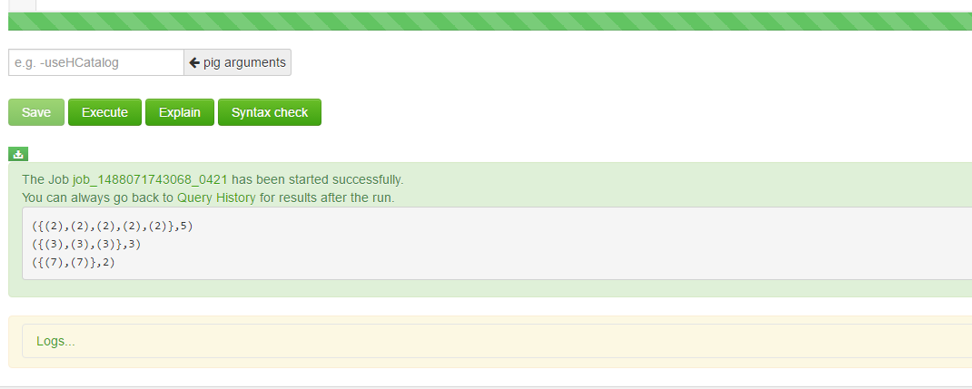 e.g. -useHCatalog pig arguments
Save Execute Explain Syntax check
The Job job_1488071743068_0421 has been started successfully.
You can always go back to Query History for results after the run.
({(2),(2),(2),(2),(2)},5)
({(3),(3),(3)},3)
({(7),(7)},2)
Logs...